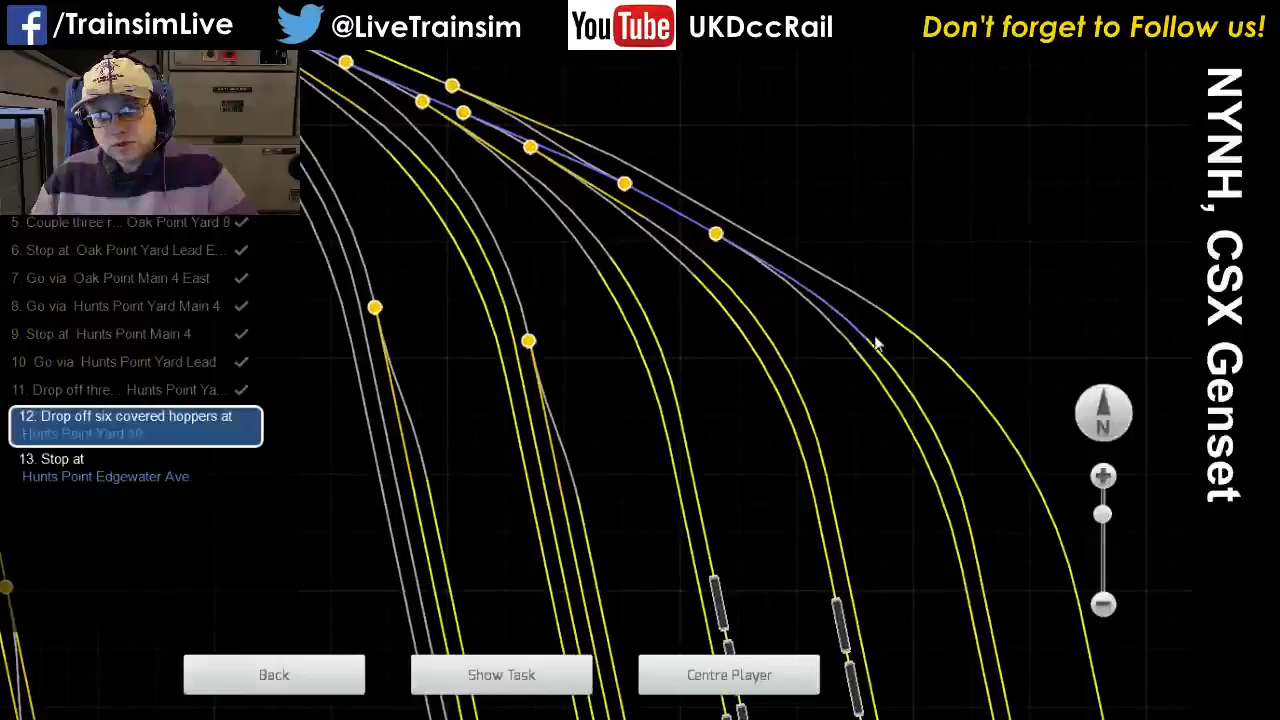 /TrainsimLive
@LiveTrainsim
YouTube
UKDccRail
Don't forget to Follow us!
NYNH, CSX Genset
5. Couple three r... Oak Point Yard 8
6. Stop at Oak Point Yard Lead E...
7. Go via Oak Point Main 4 East
8. Go via Hunts Point Yard Main 4
9. Stop at Hunts Point Main 4
10 Go via Hunts Point Yard Lead
11. Drop off thre... Hunts Point Ya...
12. Drop off six covered hoppers at
Hunts Point Yard 10
13. Stop at
Hunts Point Edgewater Ave.
N
Back
Show Task
Centre Player